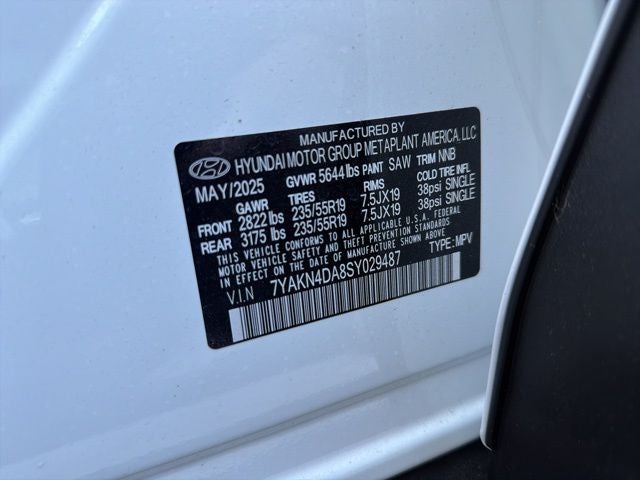 MANUFACTURED BY
HYUNDAI MOTOR GROUP METAPLANT AMERICA, LLC
MAY/2025 GVWR 5644 lbs PAINT SAW TRIM NNB
GAWR TIRES RIMS COLD TIRE INFL
FRONT 2822 lbs 235/55R19 7.5JX19 38psi SINGLE
REAR 3175 lbs 235/55R19 7.5JX19 38psi SINGLE
THIS VEHICLE CONFORMS TO ALL APPLICABLE U.S.A. FEDERAL
MOTOR VEHICLE SAFETY, BUMPER, AND THEFT PREVENTION STANDARDS
IN EFFECT ON THE DATE OF MANUFACTURE SHOWN ABOVE.
V.I.N 7YAKN4DA8SY029487 TYPE: MPV